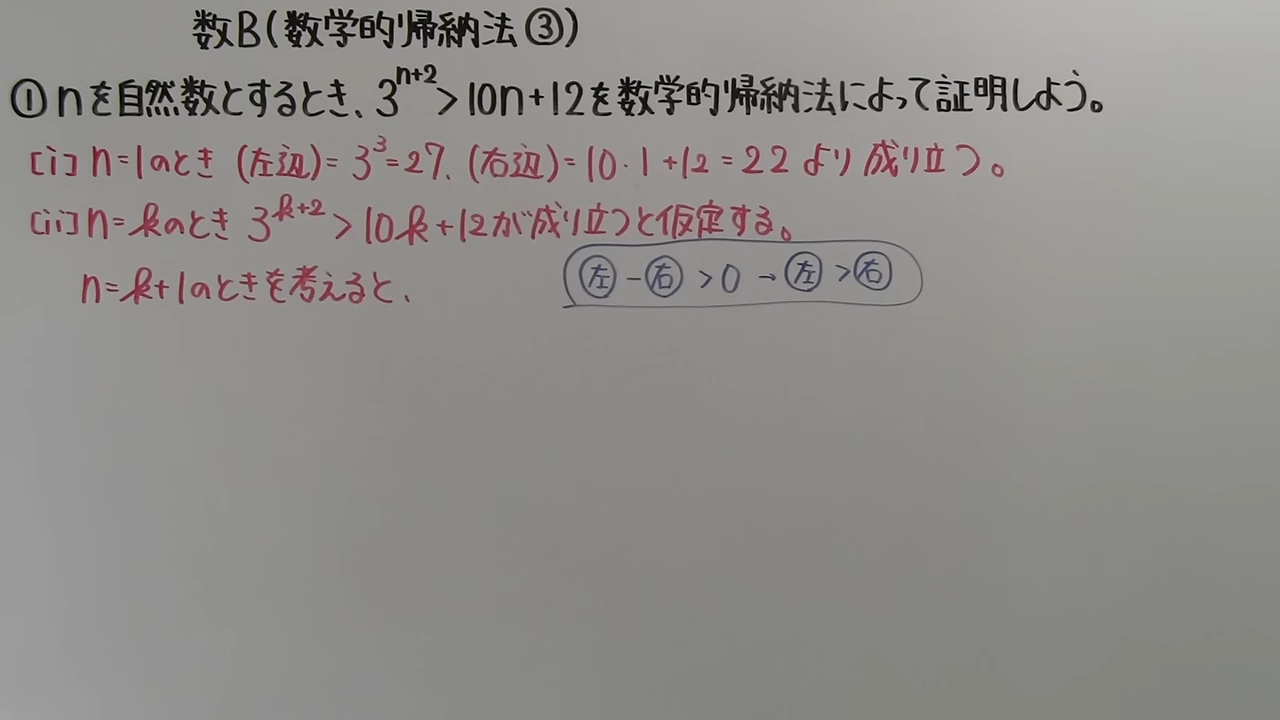 数B(数学的帰納法③)
①nを自然数とするとき、3^{n+2}>10n+12を数学的帰納法によって証明しよう。
[i]n=1のとき (左辺)=3^3=27、(右辺)=10・1+12=22より成り立つ。
[ii]n=kのとき 3^{k+2}>10k+12が成り立つと仮定する。
n=k+1のときを考えると、
㊧-㊨>0→㊧>㊨